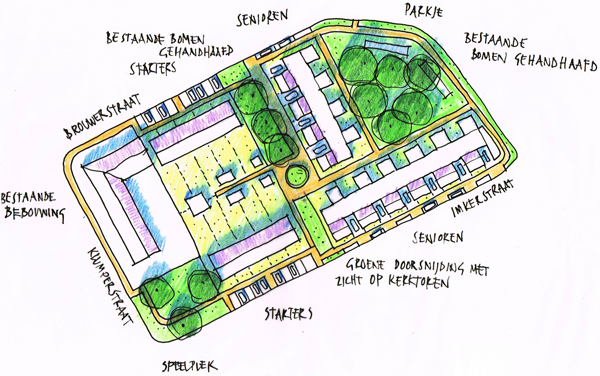 SENIOREN
PARKJE
BESTAANDE BOMEN
GEHANDHAAFD
STARTERS
BESTAANDE
BOMEN GEHANDHAAFD
BROUWERSTRAAT
BESTAANDE
BEBOUWING
KLOMPERSTRAAT
IMKERSTRAAT
SENIOREN
GROENE DOORSNIJDING MET
ZICHT OP KERKTOREN
STARTERS
SPEELPLEK